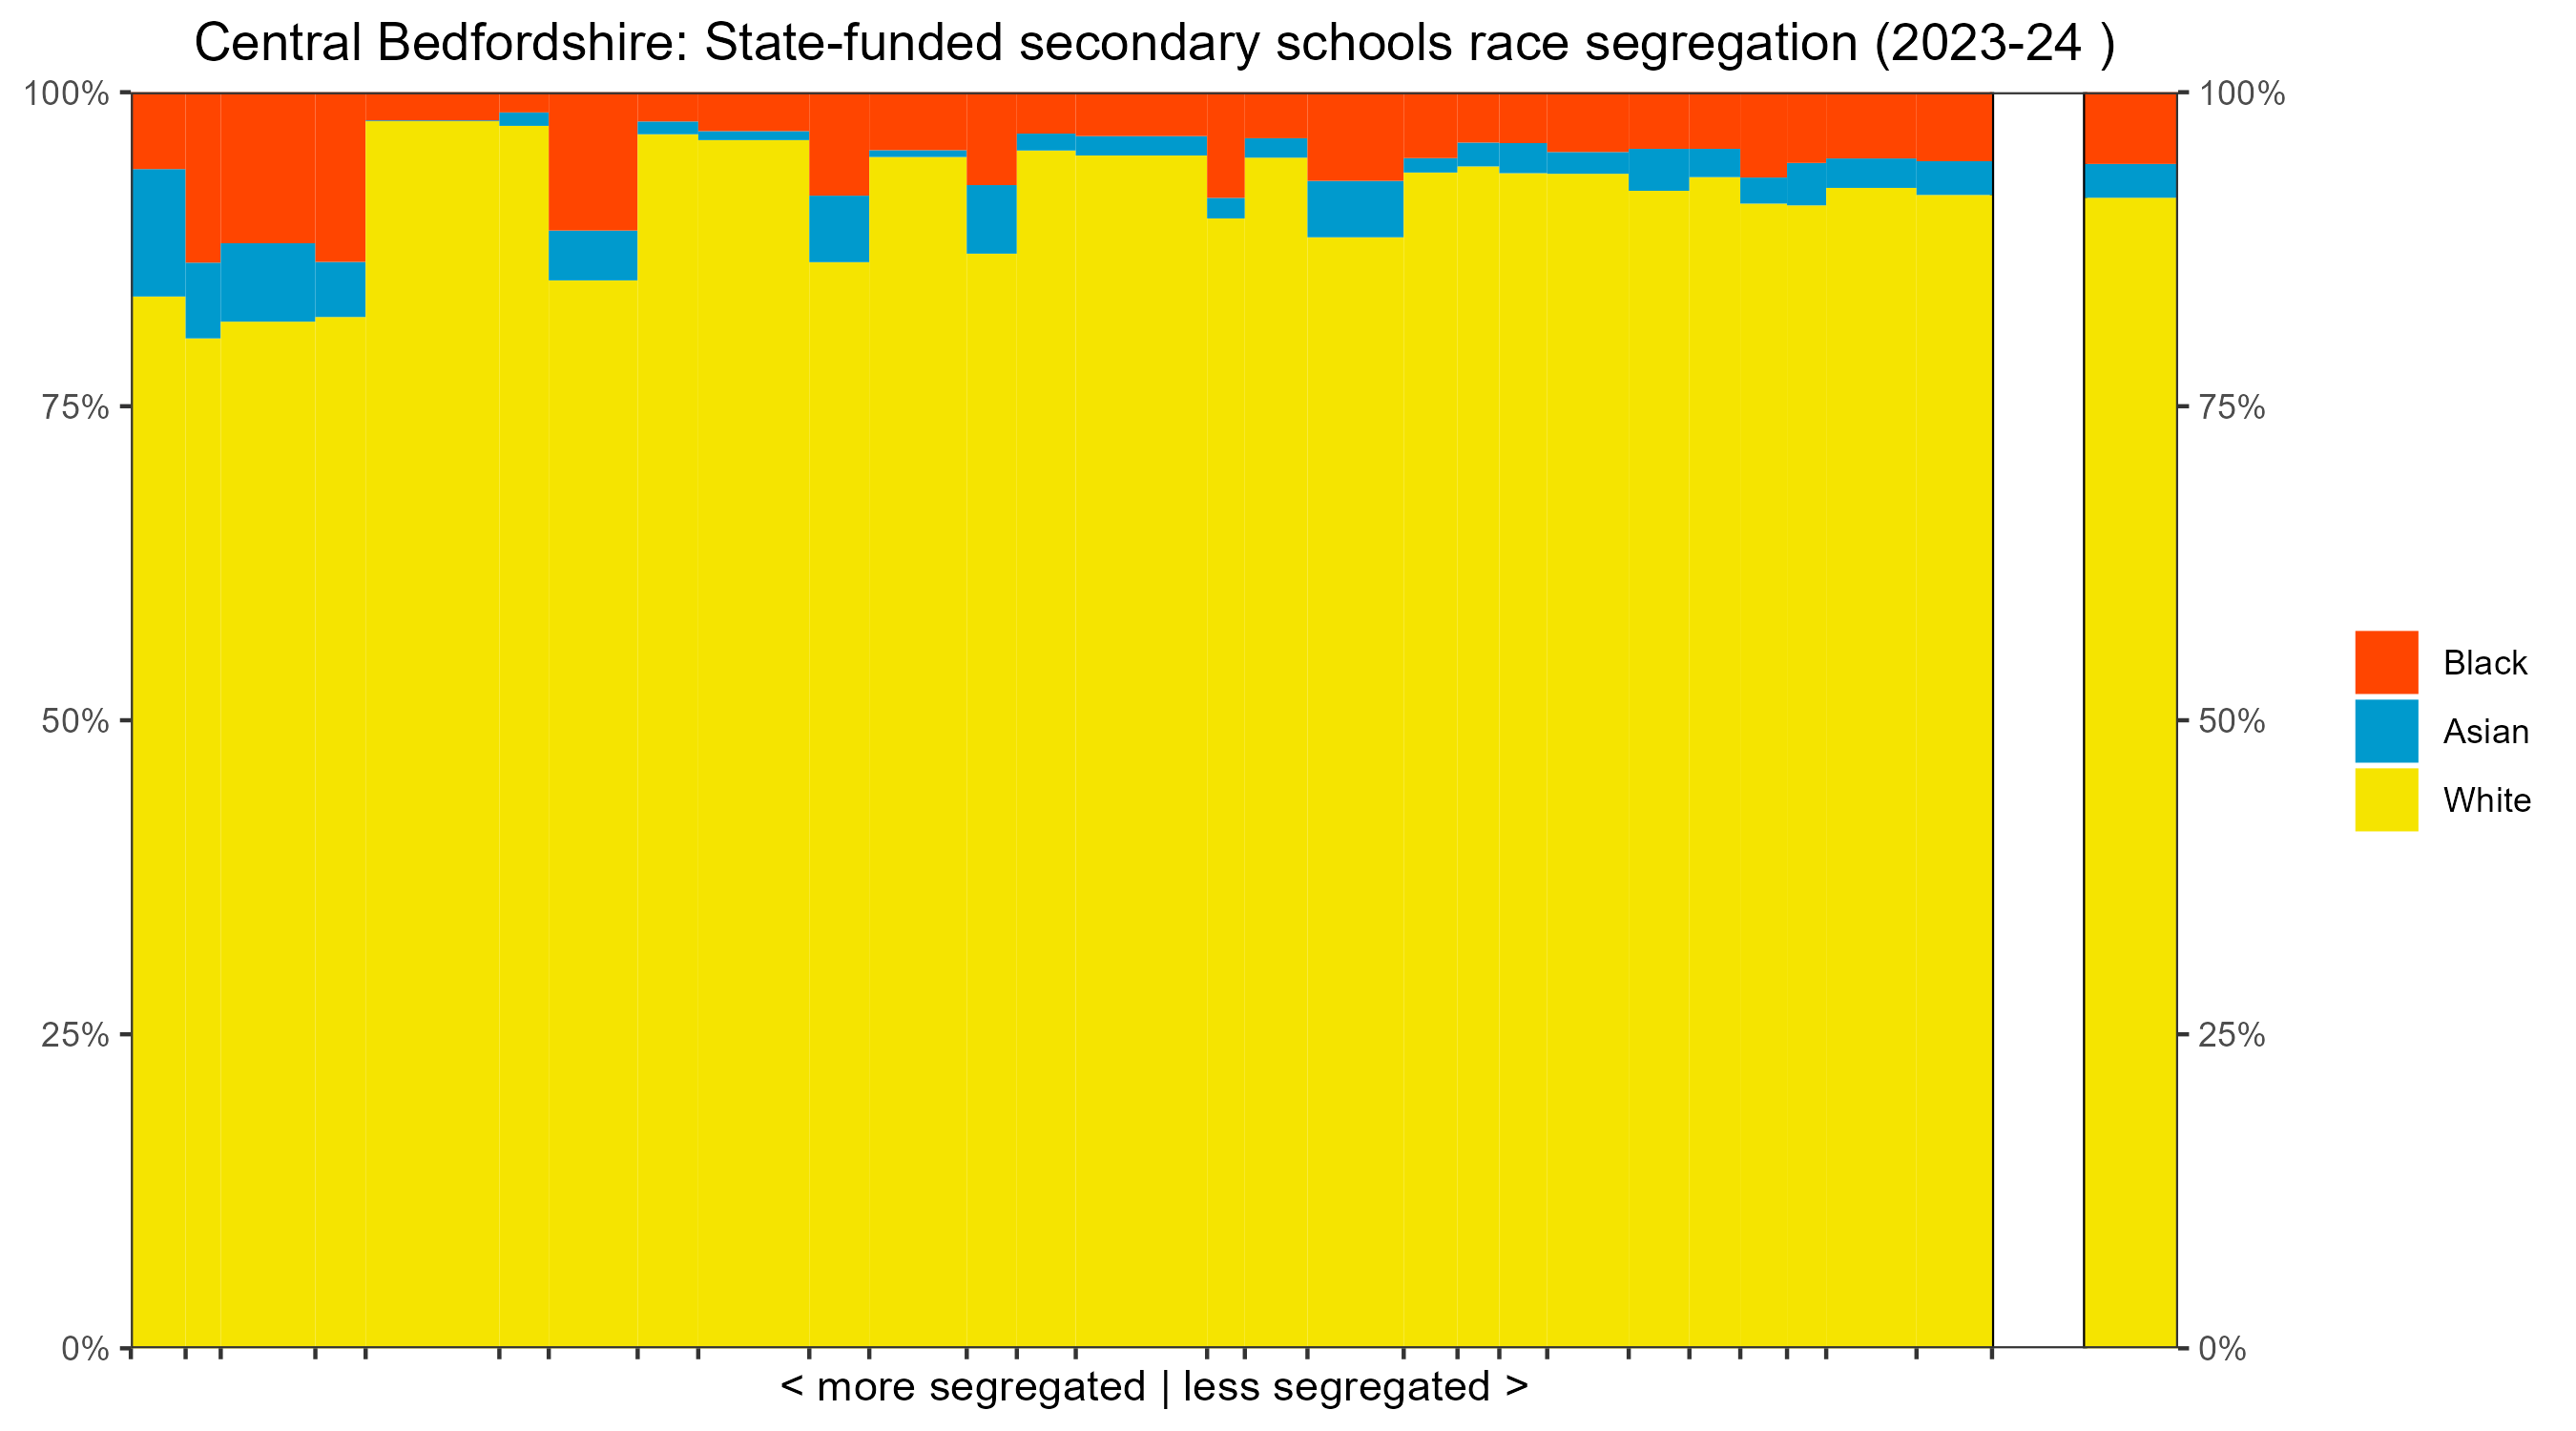 Central Bedfordshire: State-funded secondary schools race segregation (2023-24 )
100%
75%
50%
25%
0%
100%
75%
50%
25%
0%
Black
Asian
White
< more segregated | less segregated >